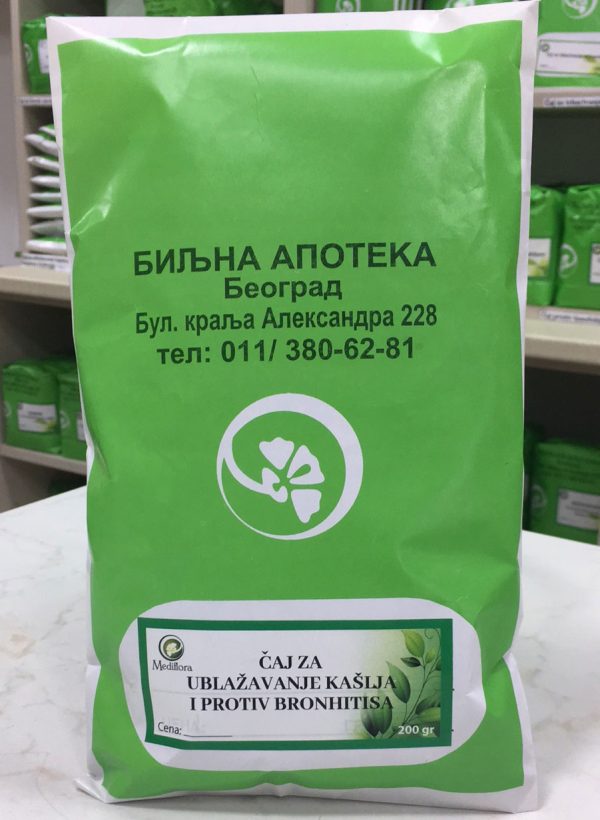 БИЉНА АПОТЕКА
Београд
Бул. краља Александра 228
тел: 011/ 380-62-81
Mediflora
ČAJ ZA
UBLAŽAVANJE KAŠLJA
I PROTIV BRONHITISA
Cena:
200 gr